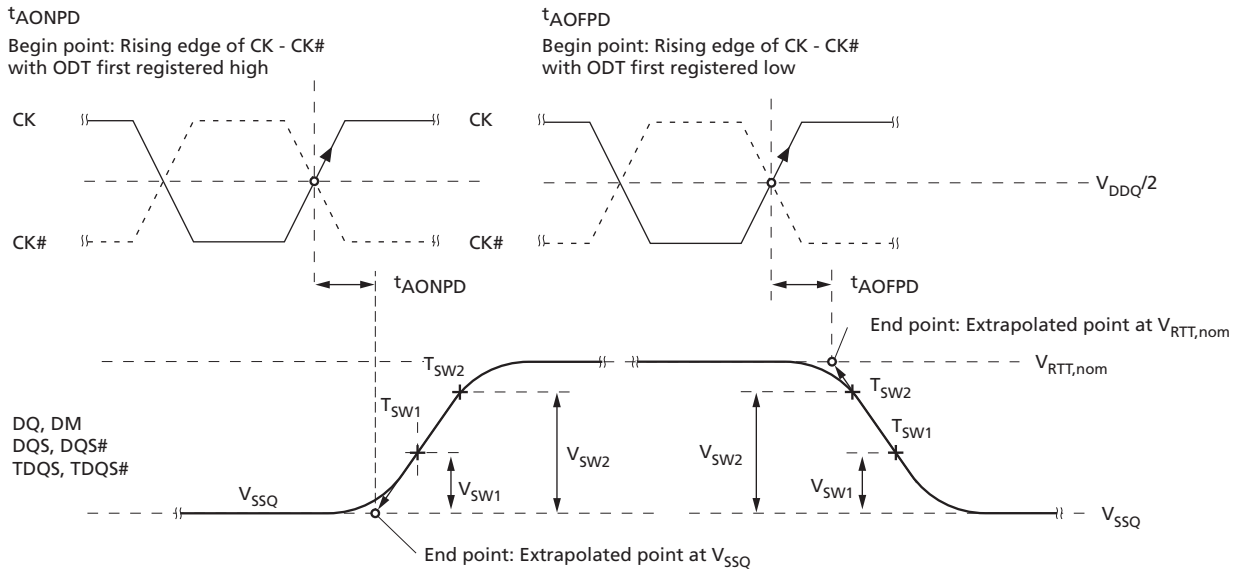 tAONPD
Begin point: Rising edge of CK - CK#
with ODT first registered high
tAOFPD
Begin point: Rising edge of CK - CK#
with ODT first registered low
CK
CK
VDDQ/2
CK#
CK#
tAONPD
tAOFPD
End point: Extrapolated point at VRTT,nom
VRTT,nom
TSW2
TSW2
TSW1
TSW1
DQ, DM
DQS, DQS#
TDQS, TDQS#
VSW2
VSW2
VSW1
VSW1
VSSQ
VSSQ
End point: Extrapolated point at VSSQ